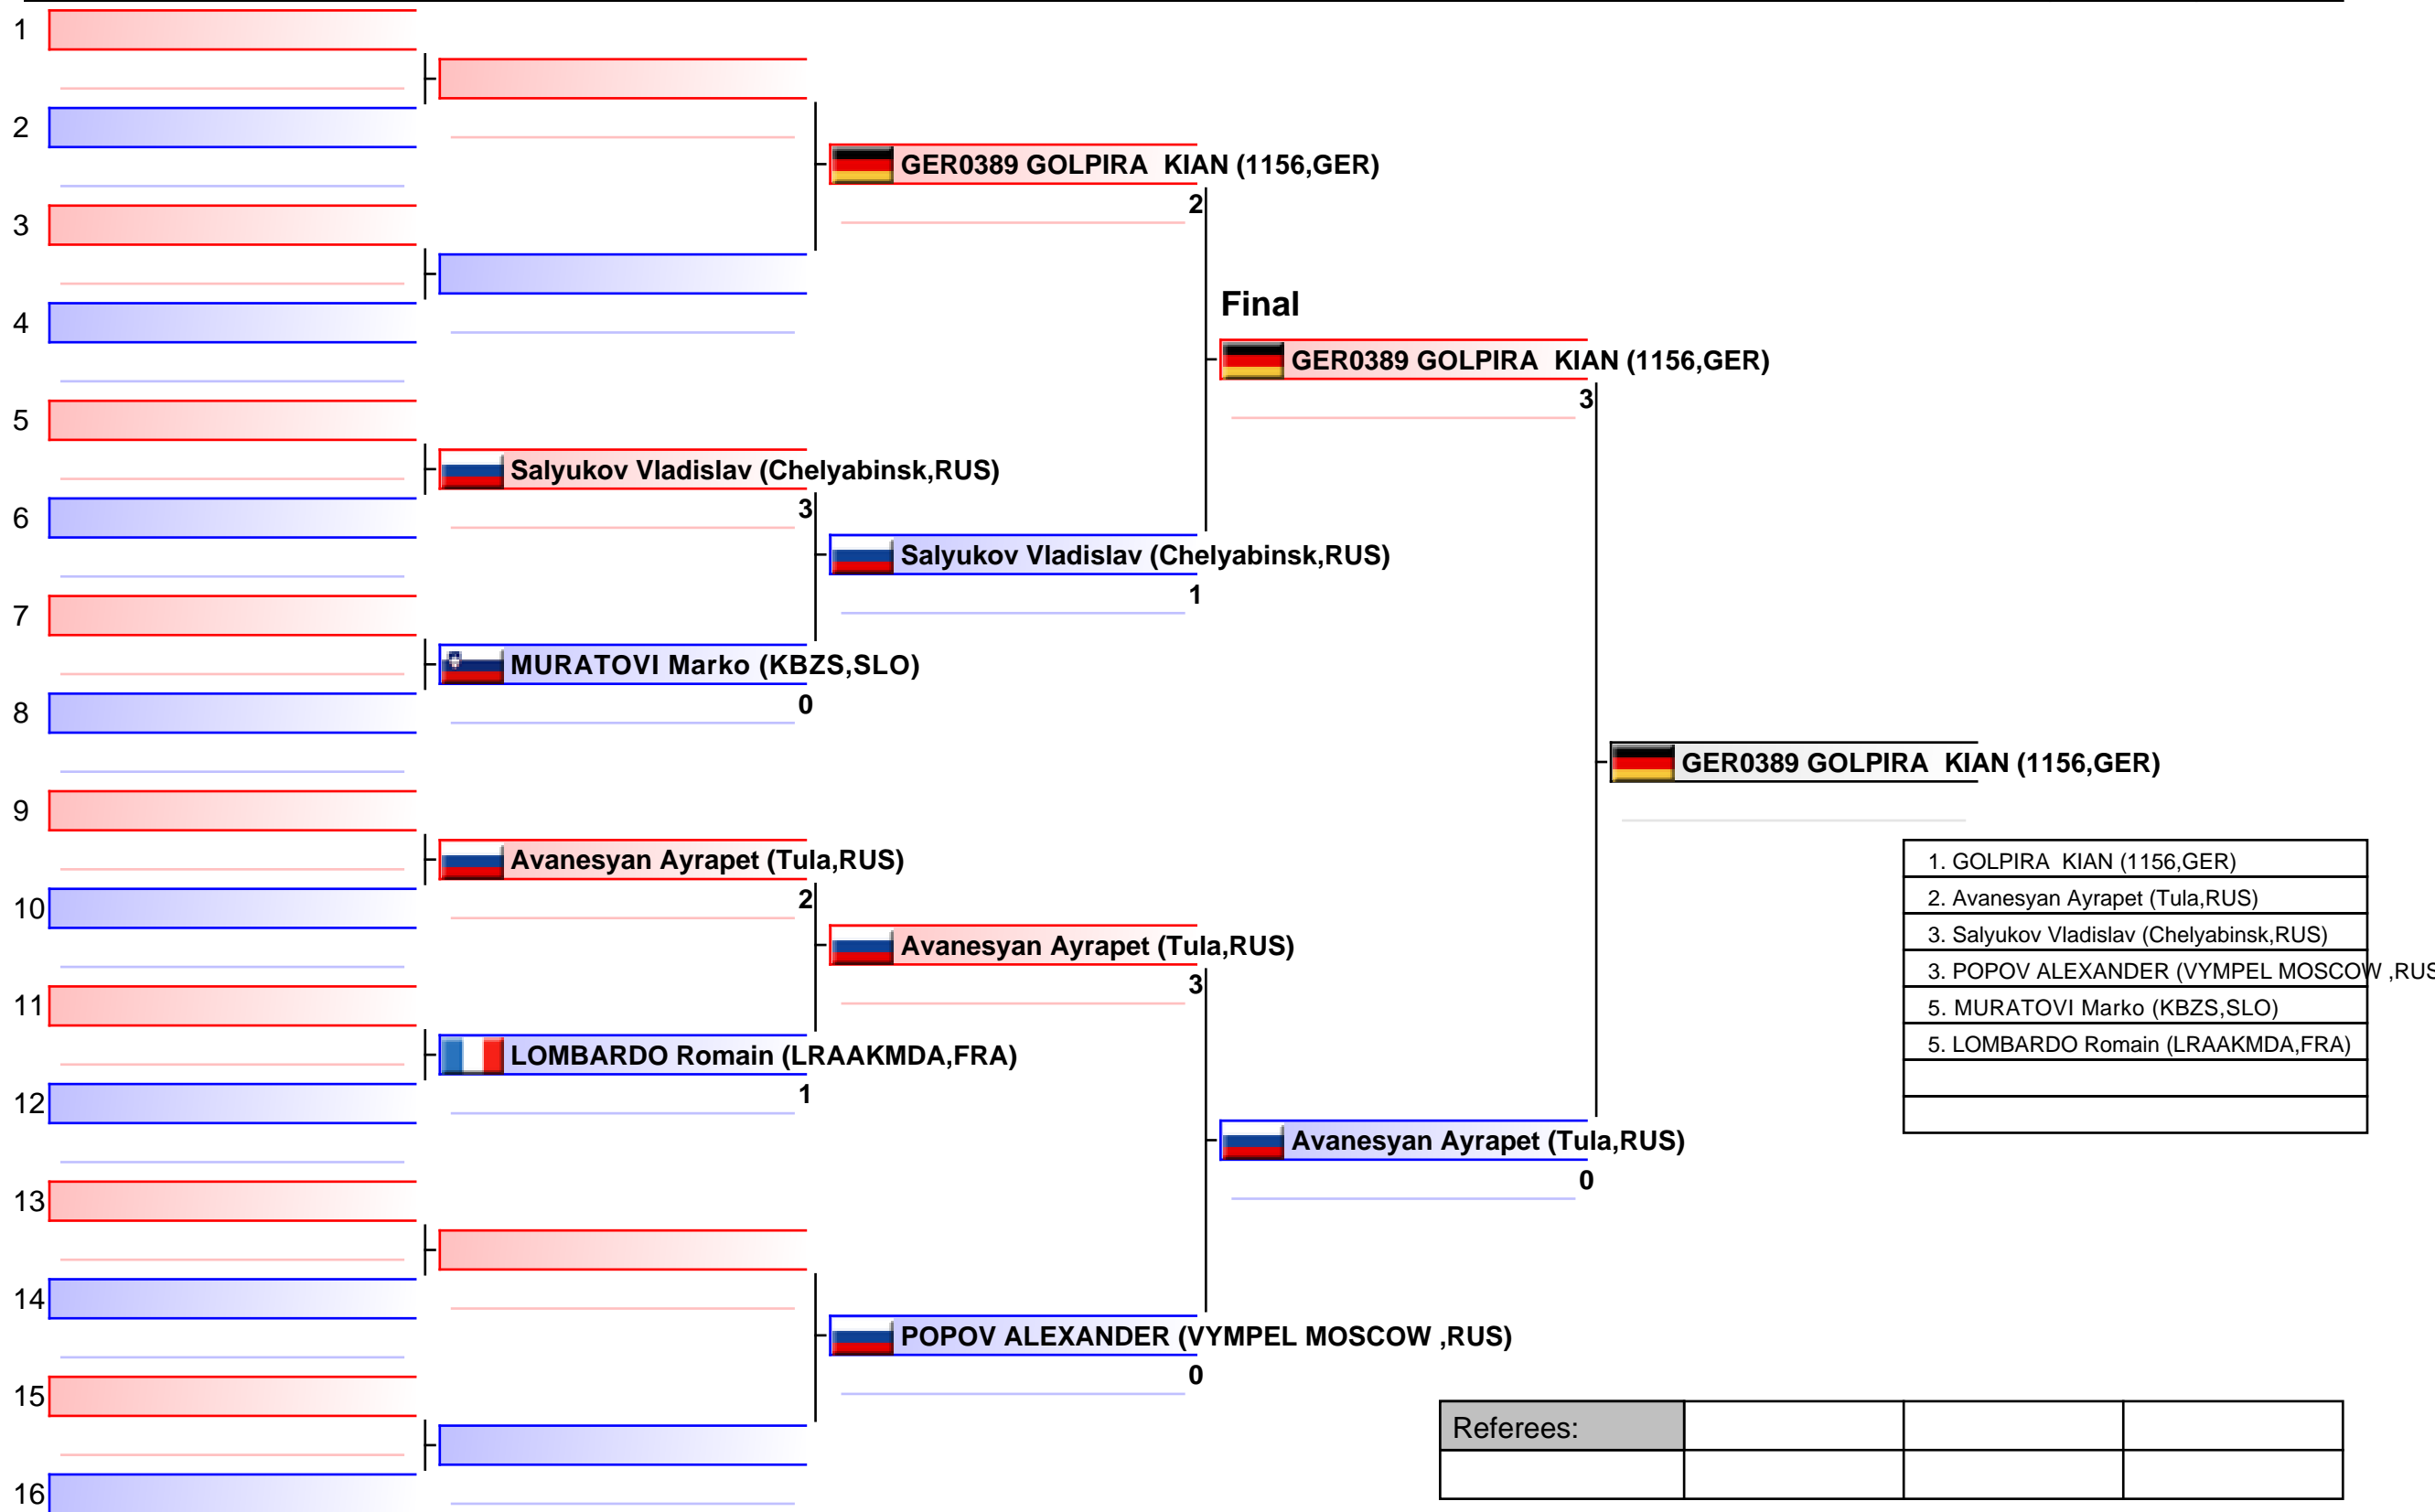 1
2
GER0389 GOLPIRA  KIAN (1156,GER)
2
3
Final
4
GER0389 GOLPIRA  KIAN (1156,GER)
3
5
Salyukov Vladislav (Chelyabinsk,RUS)
3
6
Salyukov Vladislav (Chelyabinsk,RUS)
1
7
MURATOVI Marko (KBZS,SLO)
0
8
GER0389 GOLPIRA  KIAN (1156,GER)
9
Avanesyan Ayrapet (Tula,RUS)
2
10
Avanesyan Ayrapet (Tula,RUS)
3
11
LOMBARDO Romain (LRAAKMDA,FRA)
1
12
Avanesyan Ayrapet (Tula,RUS)
0
13
14
POPOV ALEXANDER (VYMPEL MOSCOW ,RUS)
0
15
16
1. GOLPIRA  KIAN (1156,GER)
2. Avanesyan Ayrapet (Tula,RUS)
3. Salyukov Vladislav (Chelyabinsk,RUS)
3. POPOV ALEXANDER (VYMPEL MOSCOW ,RUS
5. MURATOVI Marko (KBZS,SLO)
5. LOMBARDO Romain (LRAAKMDA,FRA)
Referees: